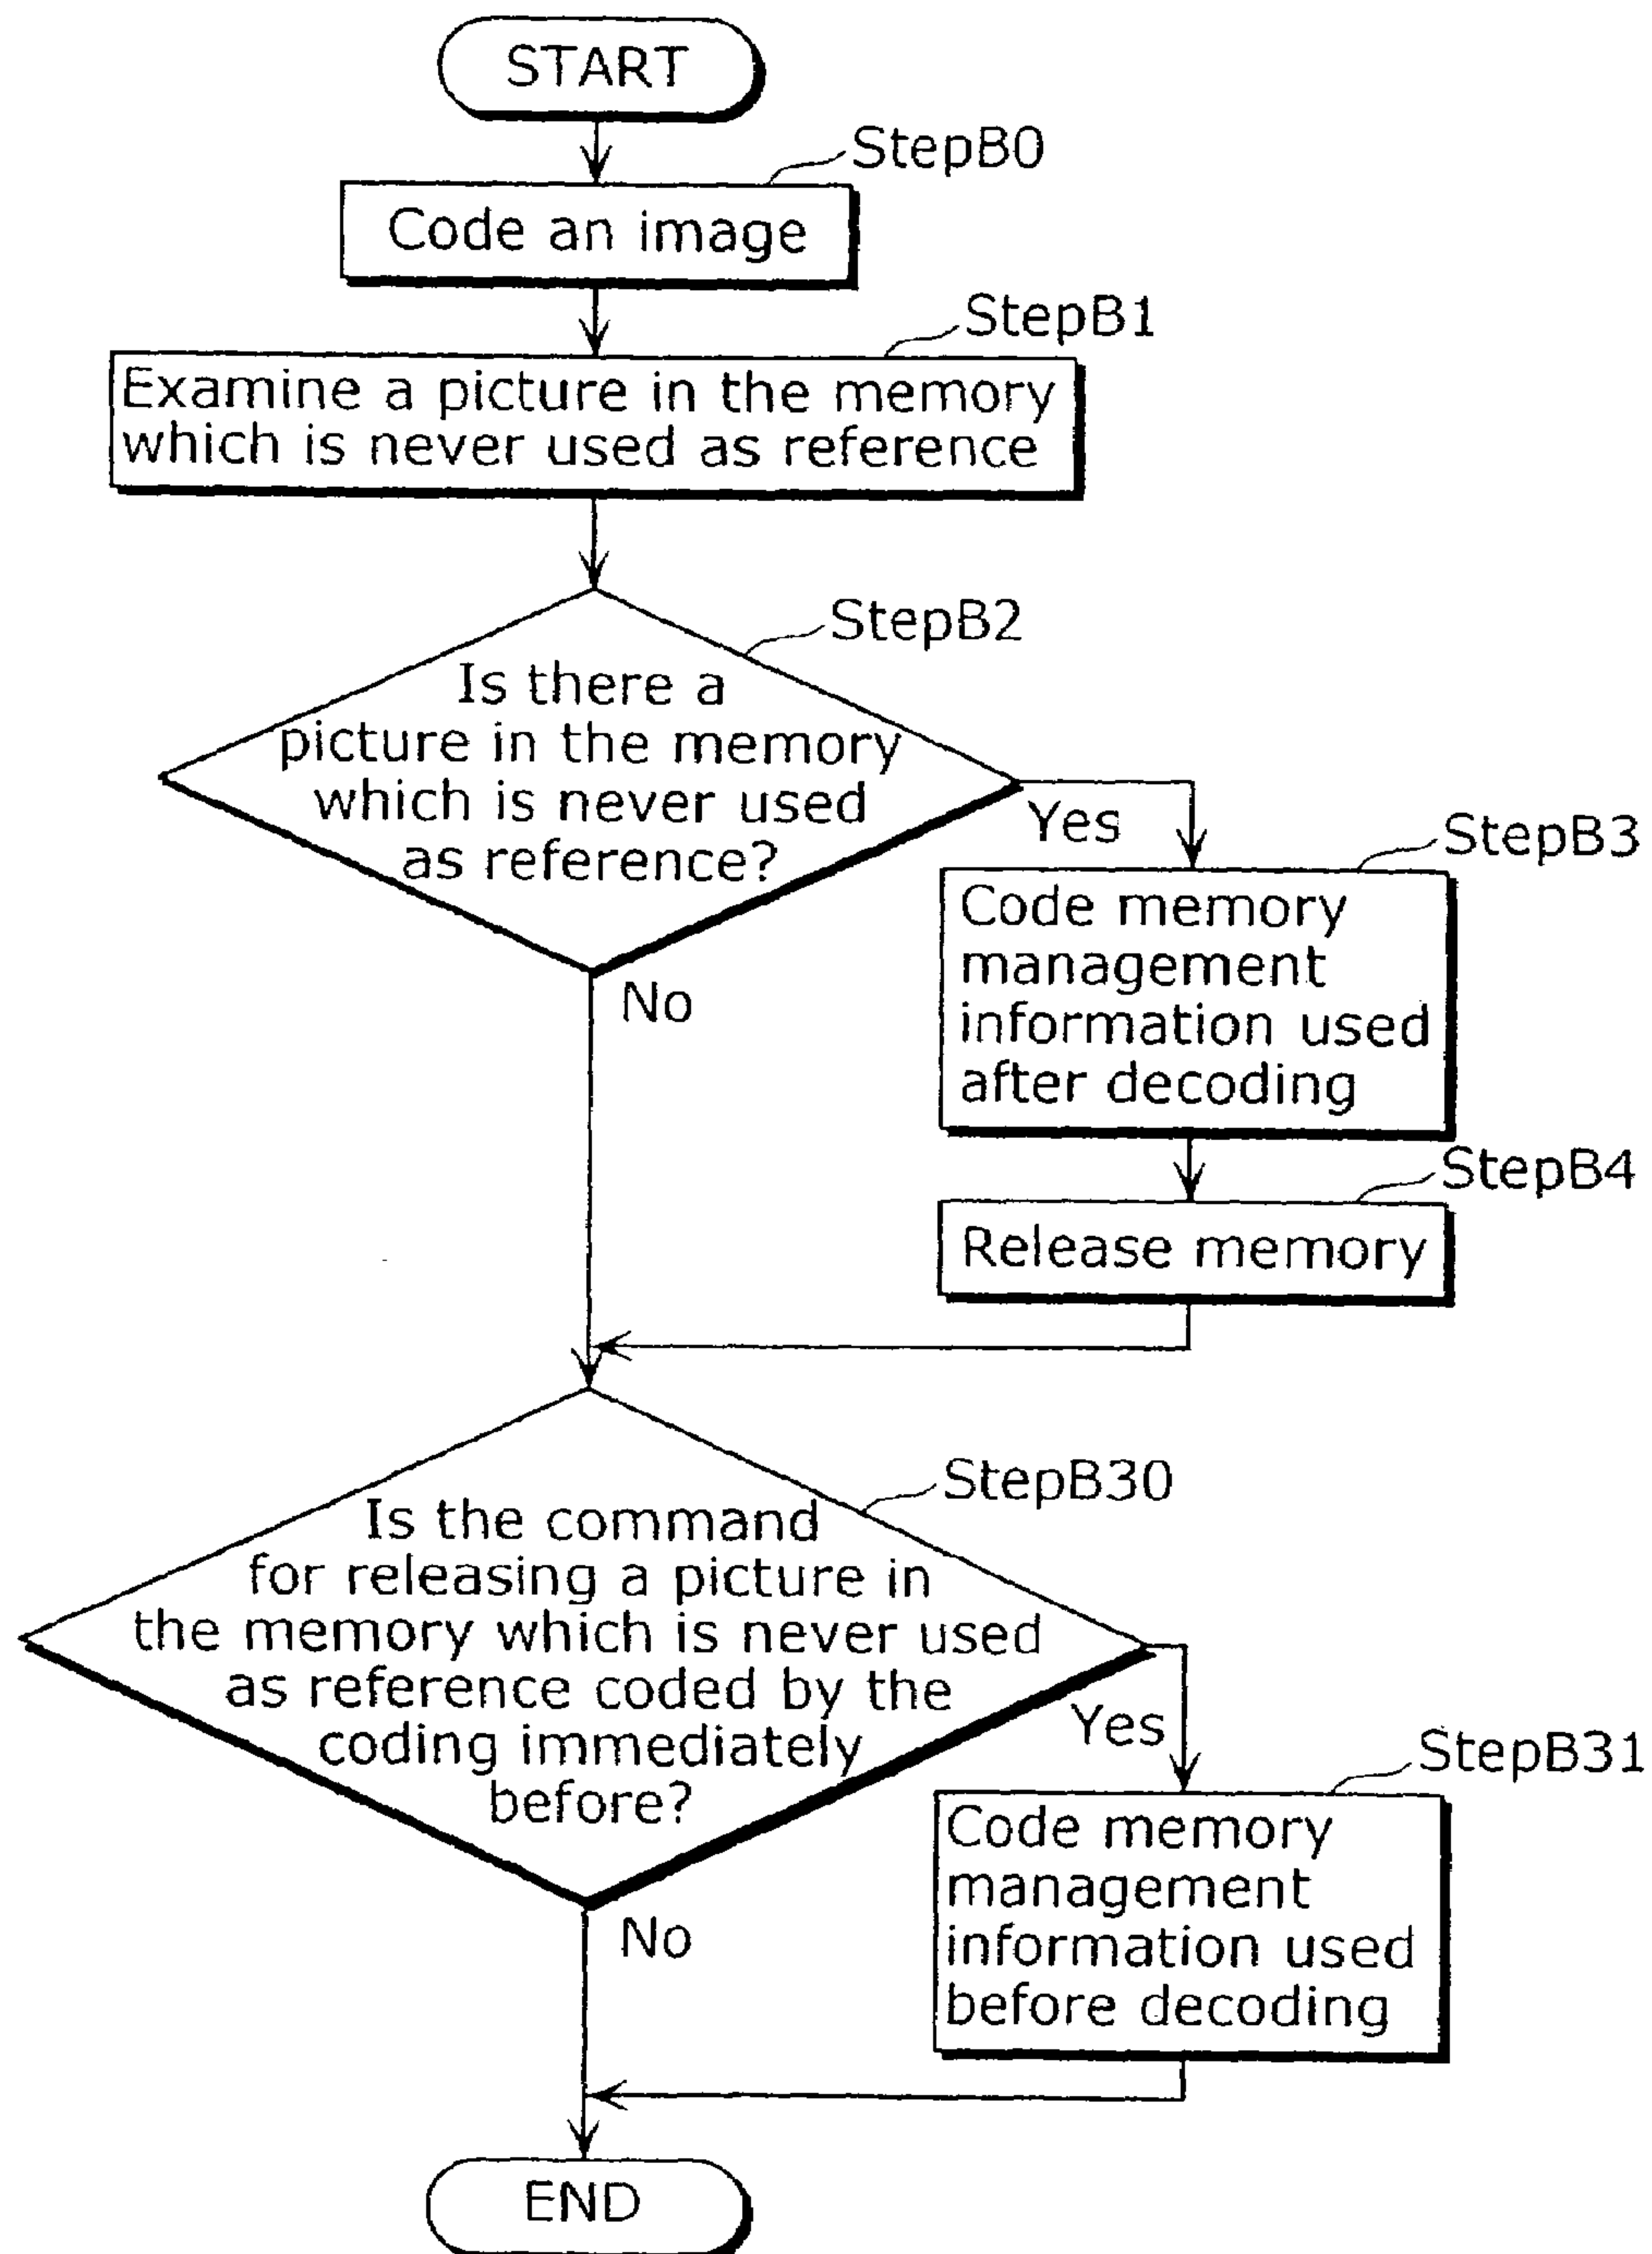 START
StepB0
Code an image
StepB1
Examine a picture in the memory
which is never used as reference
StepB2
Is there a
picture in the memory
which is never used
as reference?
Yes
No
StepB3
Code memory
management
information used
after decoding
StepB4
Release memory
StepB30
Is the command
for releasing a picture in
the memory which is never used
as reference coded by the
coding immediately
before?
Yes
No
StepB31
Code memory
management
information used
before decoding
END